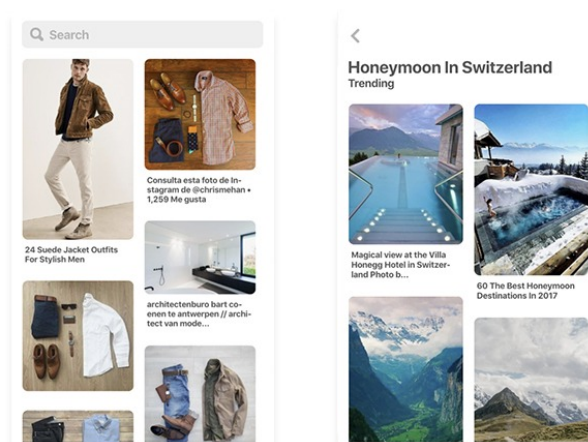 Search
24 Suede Jacket Outfits
For Stylish Men
Consulta esta foto de In-
stagram de @chrismehan •
1,259 Me gusta
architectenburo bart co-
enen te antwerpen // archi-
tect van mode...
Honeymoon In Switzerland
Trending
Magical view at the Villa
Honegg Hotel in Switzer-
land Photo b...
60 The Best Honeymoon
Destinations In 2017